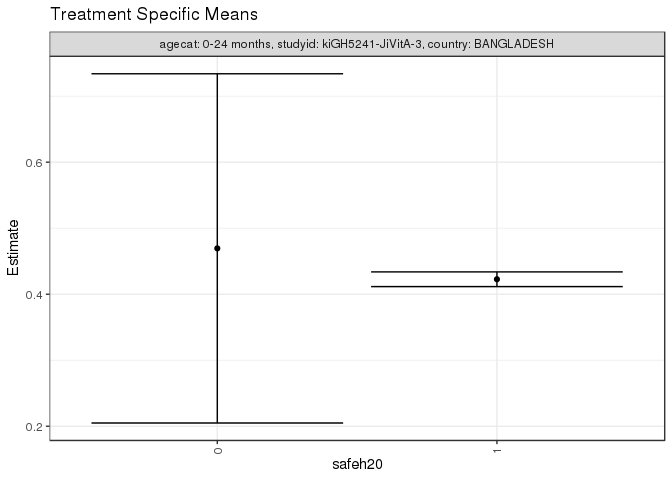 Treatment Specific Means
agecat: 0-24 months, studyid: kiGH5241-JiVitA-3, country: BANGLADESH
0.6
0.4
0.2
Estimate
0
1
safeh20